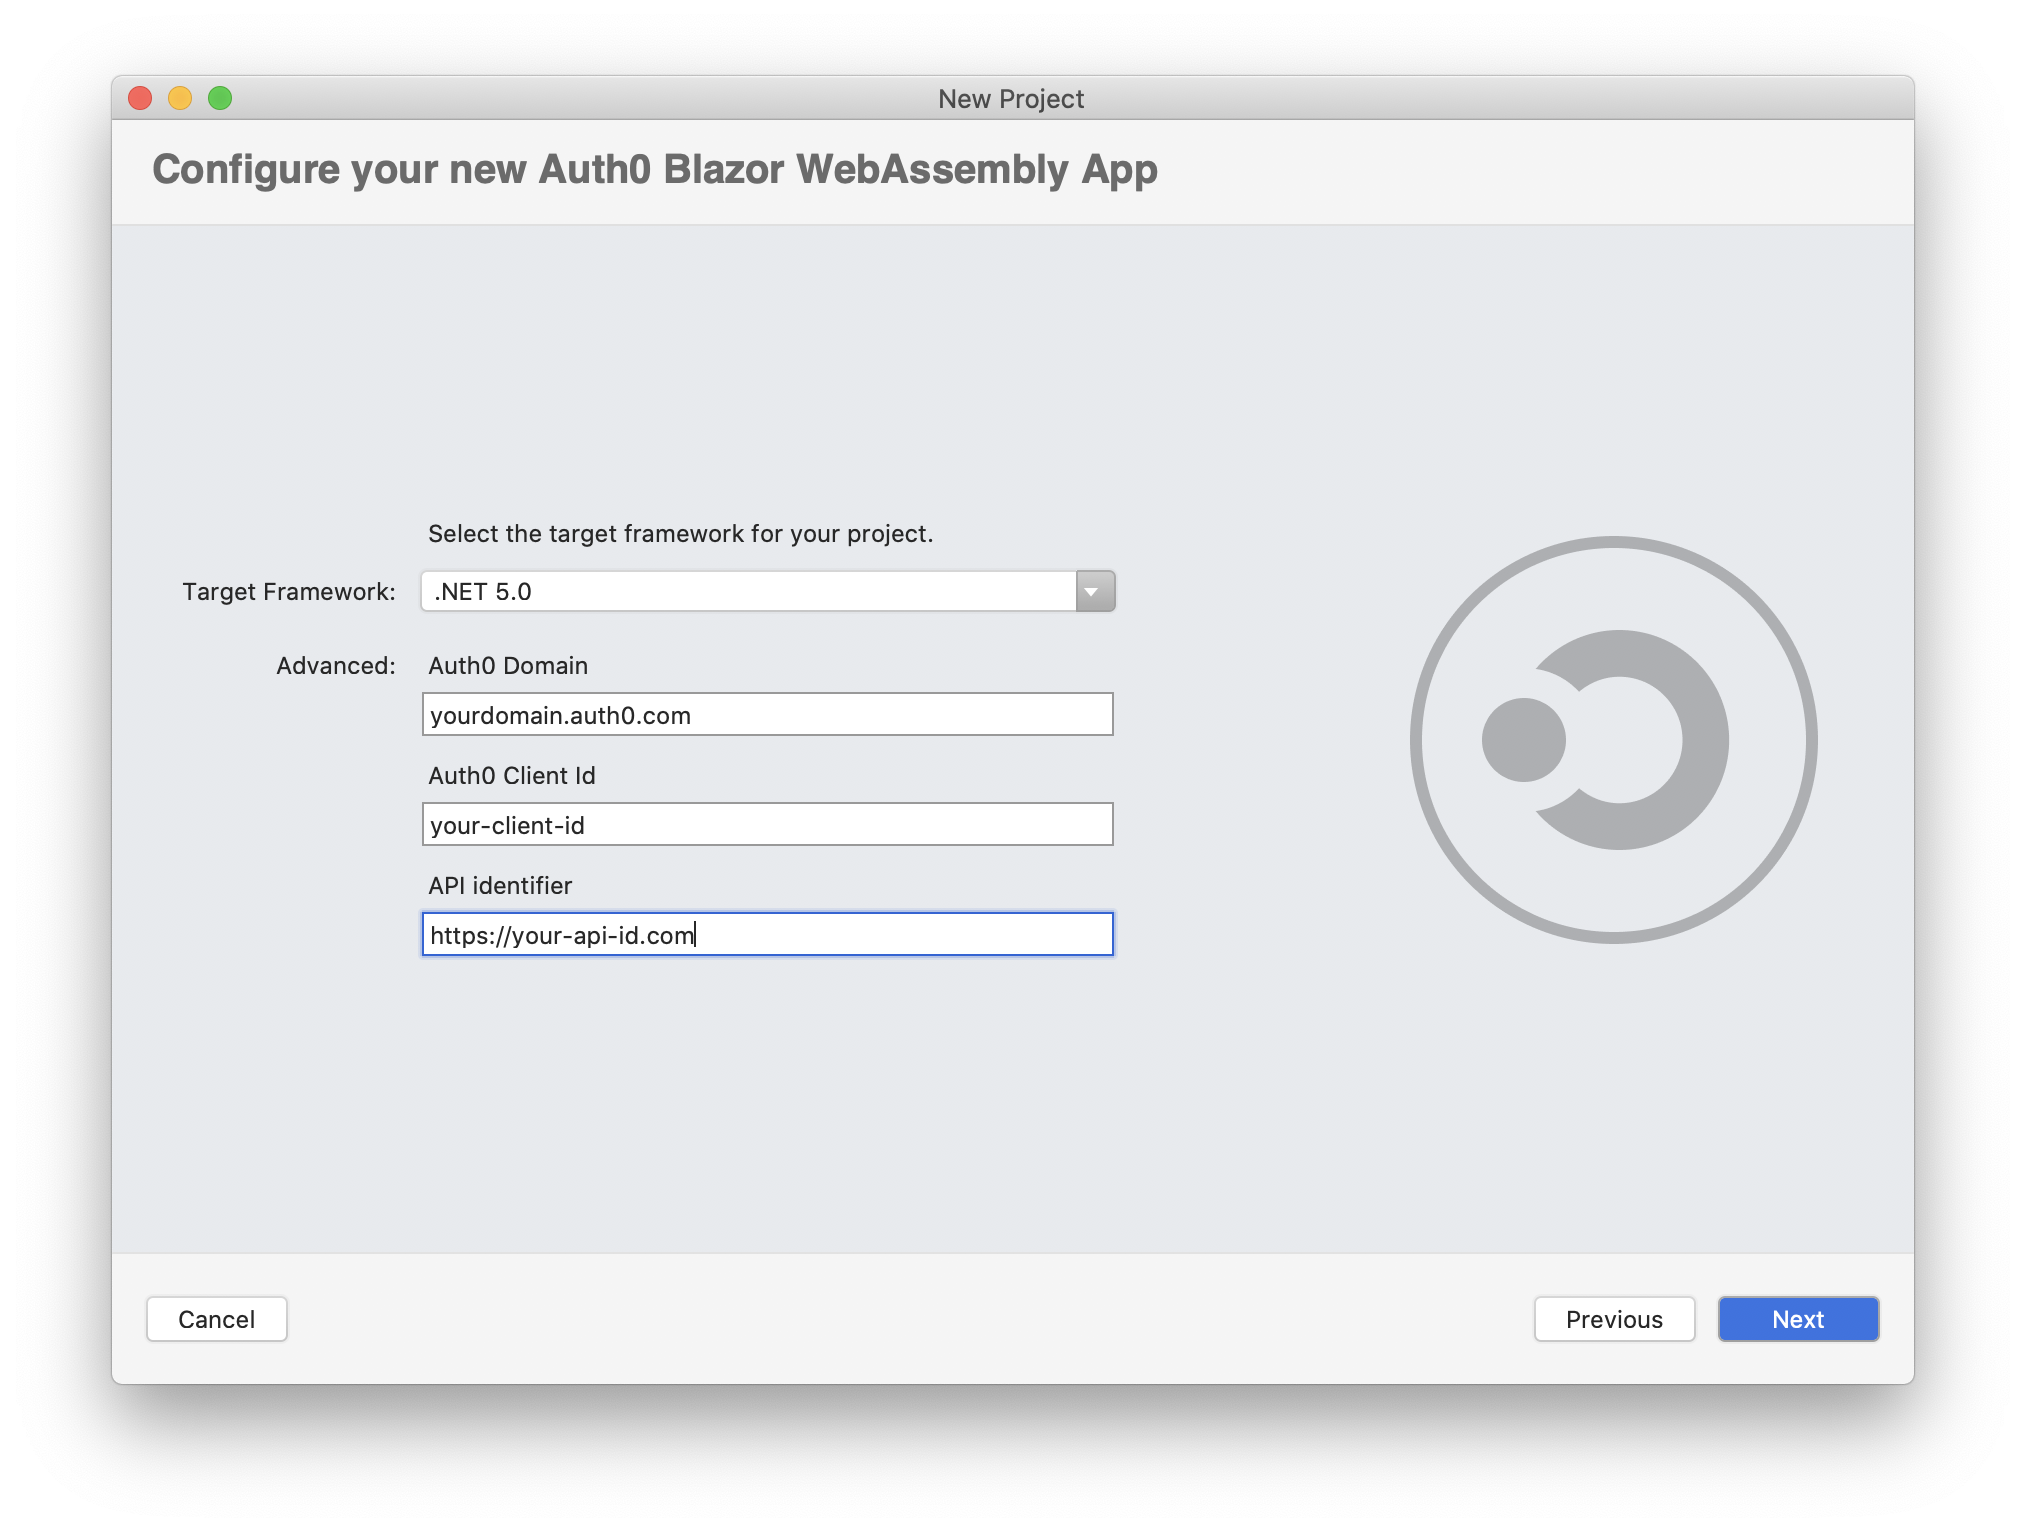 New Project
Configure your new Auth0 Blazor WebAssembly App
Select the target framework for your project.
Target Framework: .NET 5.0
Advanced: Auth0 Domain
yourdomain.auth0.com
Auth0 Client Id
your-client-id
API identifier
https://your-api-id.com
Cancel Previous Next